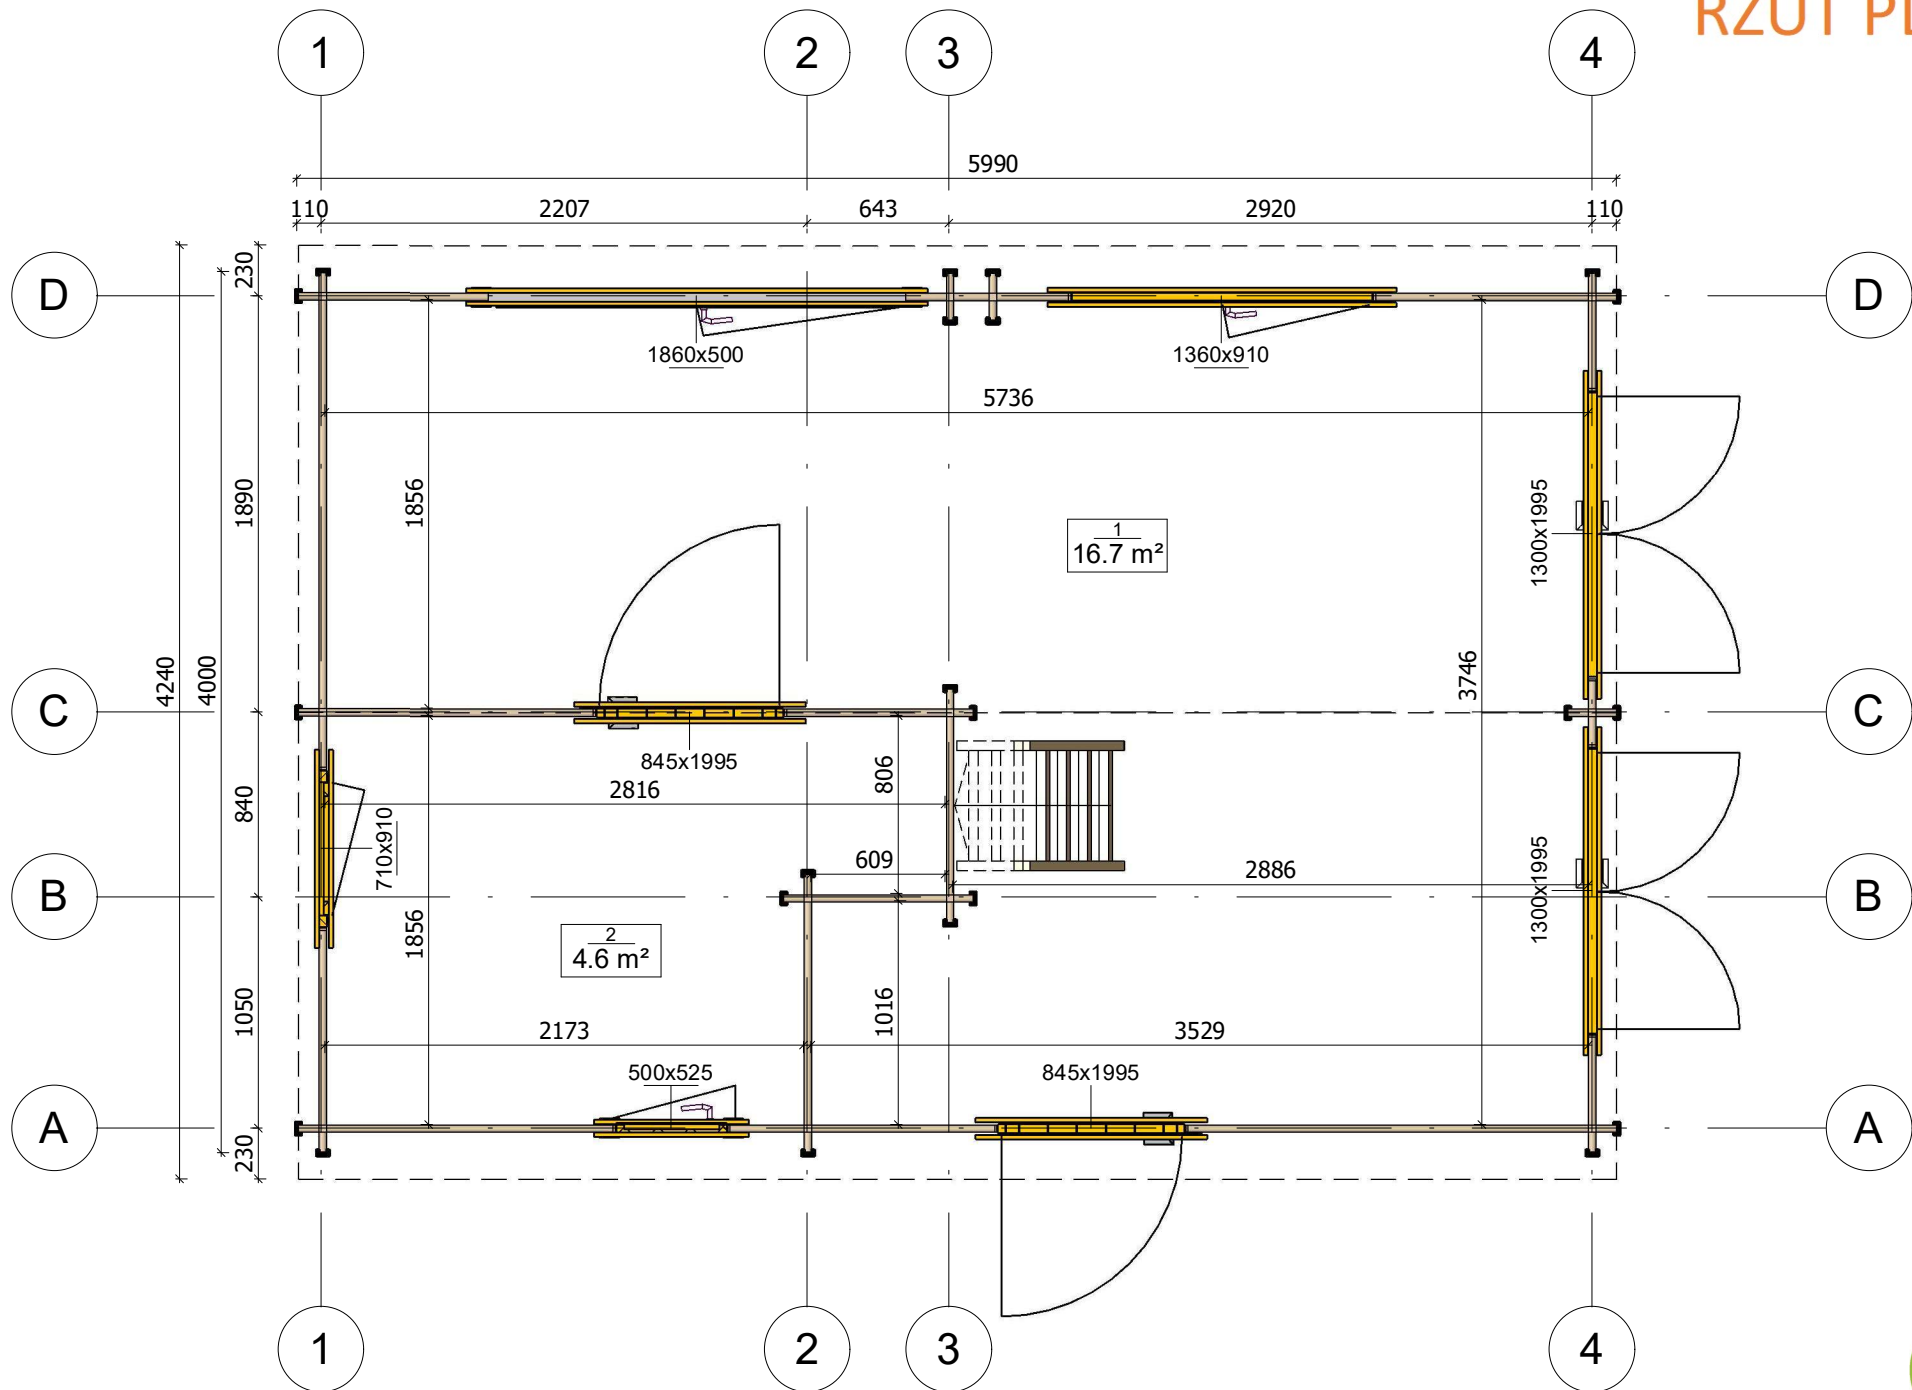 RZUT
1 2 3 4
5990
110 2207 643 2920 110
D D
230
1860x500 1360x910
5736
1890 1856 1300x1995
1
16.7 m²
4240 4000 3746
C C
845x1995
2816 806
840 710x910
609 2886
B B
1300x1995
1856
2
4.6 m²
1050 1016
2173 3529
500x525 845x1995
A A
230
1 2 3 4